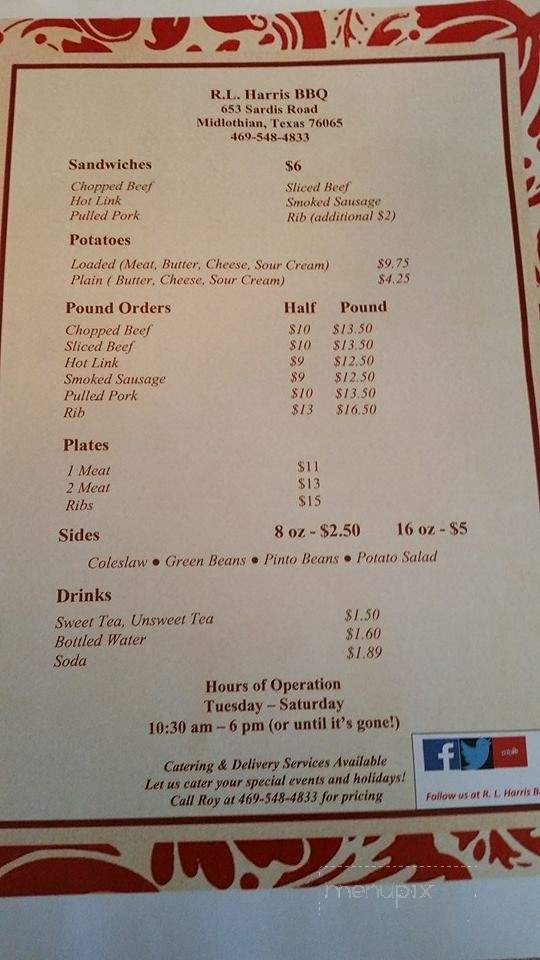 R.L. Harris BBQ
653 Sardis Road
Midlothian, Texas 76065
469-548-4833
Sandwiches $6
Chopped Beef Sliced Beef
Hot Link Smoked Sausage
Pulled Pork Rib (additional $2)
Potatoes
Loaded (Meat, Butter, Cheese, Sour Cream) $9.75
Plain ( Butter, Cheese, Sour Cream) $4.25
Pound Orders Half Pound
Chopped Beef $10 $13.50
Sliced Beef $10 $13.50
Hot Link $9 $12.50
Smoked Sausage $9 $12.50
Pulled Pork $10 $13.50
Rib $13 $16.50
Plates
1 Meat $11
2 Meat $13
Ribs $15
Sides 8 oz - $2.50 16 oz - $5
Coleslaw ● Green Beans ● Pinto Beans ● Potato Salad
Drinks
Sweet Tea, Unsweet Tea $1.50
Bottled Water $1.60
Soda $1.89
Hours of Operation
Tuesday – Saturday
10:30 am – 6 pm (or until it's gone!)
Catering & Delivery Services Available
Let us cater your special events and holidays!
Call Roy at 469-548-4833 for pricing
f
Follow us at R. L. Harris B
menupix